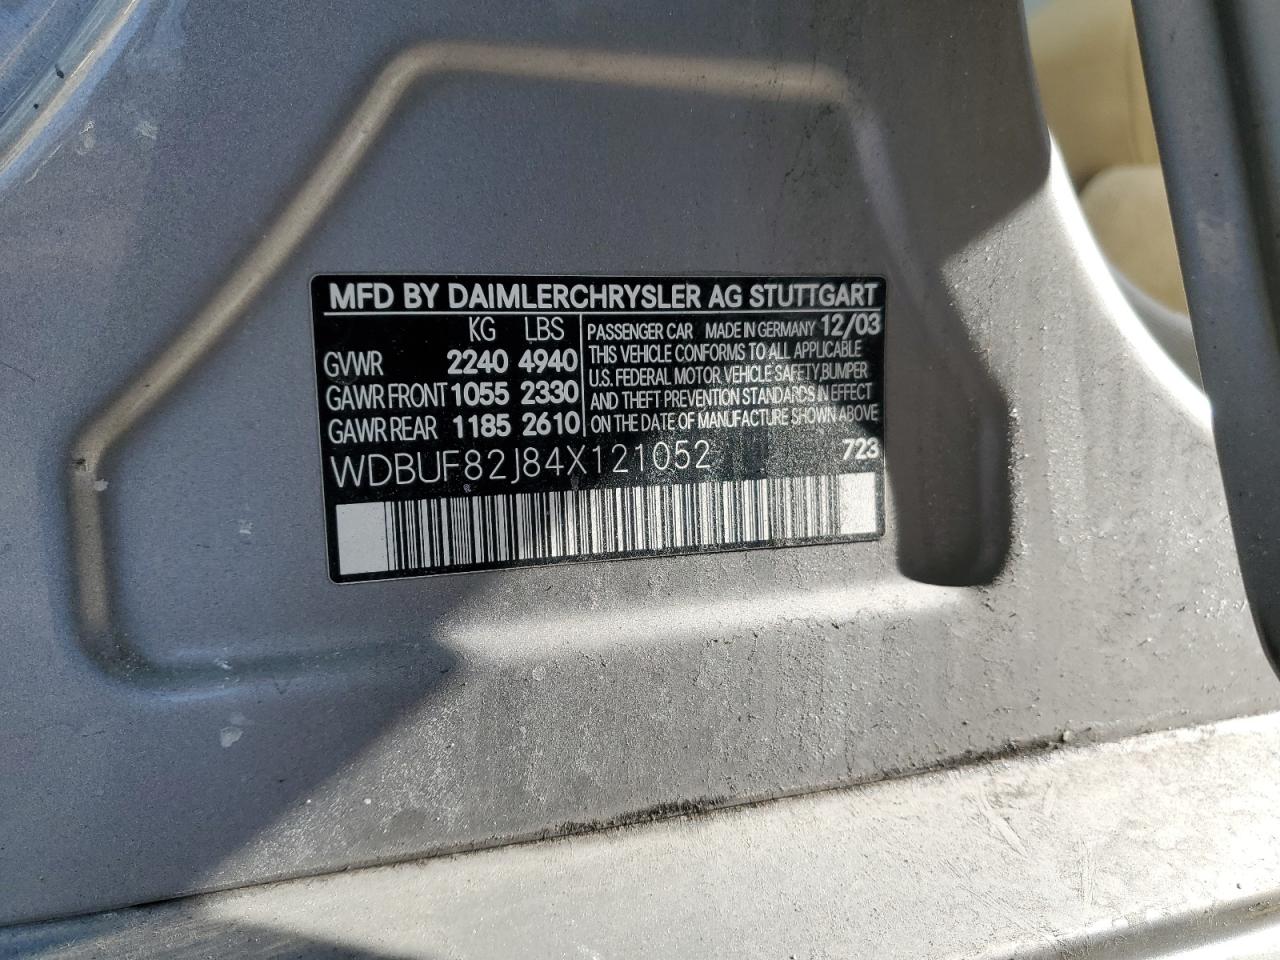 MFD BY DAIMLERCHRYSLER AG STUTTGART
KG LBS
GVWR 2240 4940
GAWR FRONT 1055 2330
GAWR REAR 1185 2610
PASSENGER CAR MADE IN GERMANY 12/03
THIS VEHICLE CONFORMS TO ALL APPLICABLE
U.S. FEDERAL MOTOR VEHICLE SAFETY, BUMPER
AND THEFT PREVENTION STANDARDS IN EFFECT
ON THE DATE OF MANUFACTURE SHOWN ABOVE
WDBUF82J84X121052 723